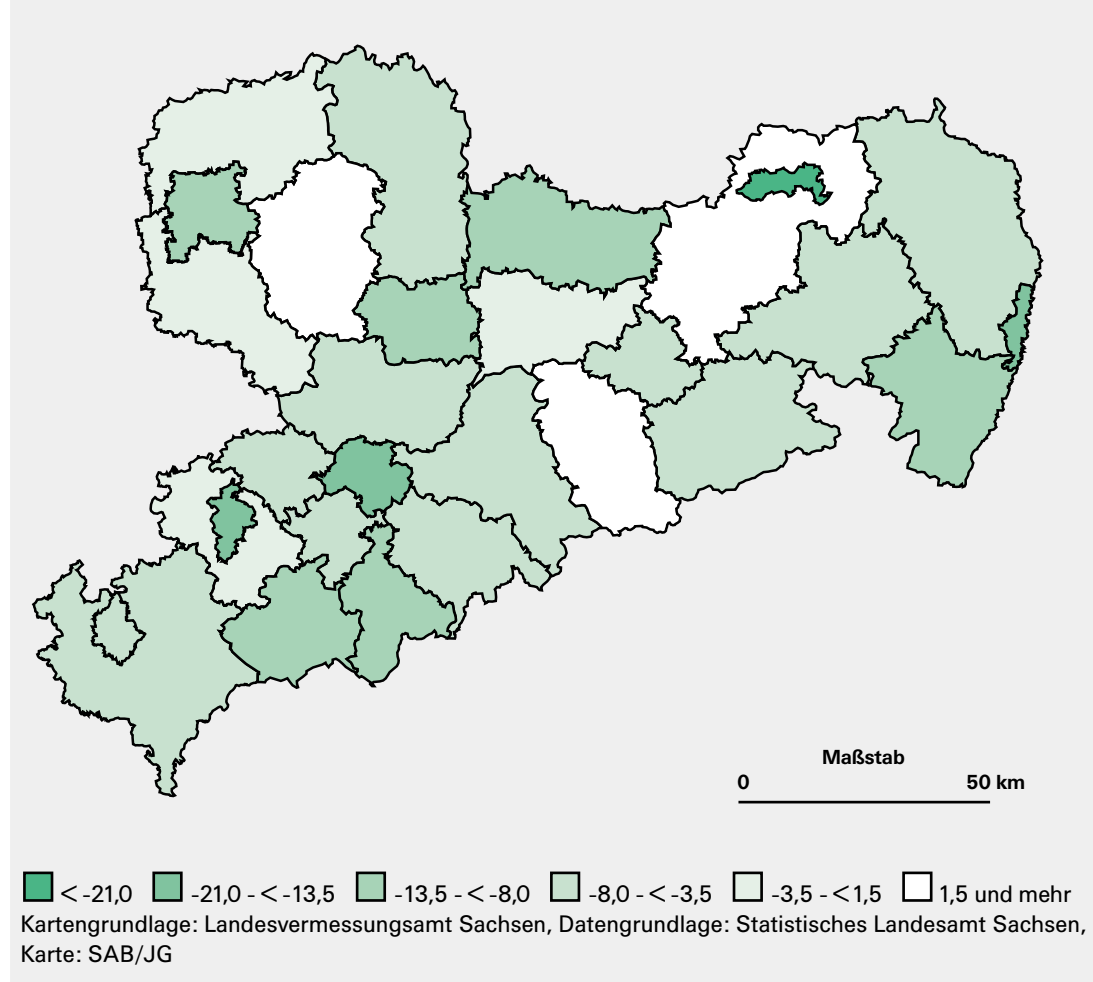 Maßstab
0 50 km
< -21,0 -21,0 - < -13,5 -13,5 - < -8,0 -8,0 - < -3,5 -3,5 - < 1,5 1,5 und mehr
Kartengrundlage: Landesvermessungsamt Sachsen, Datengrundlage: Statistisches Landesamt Sachsen,
Karte: SAB/JG